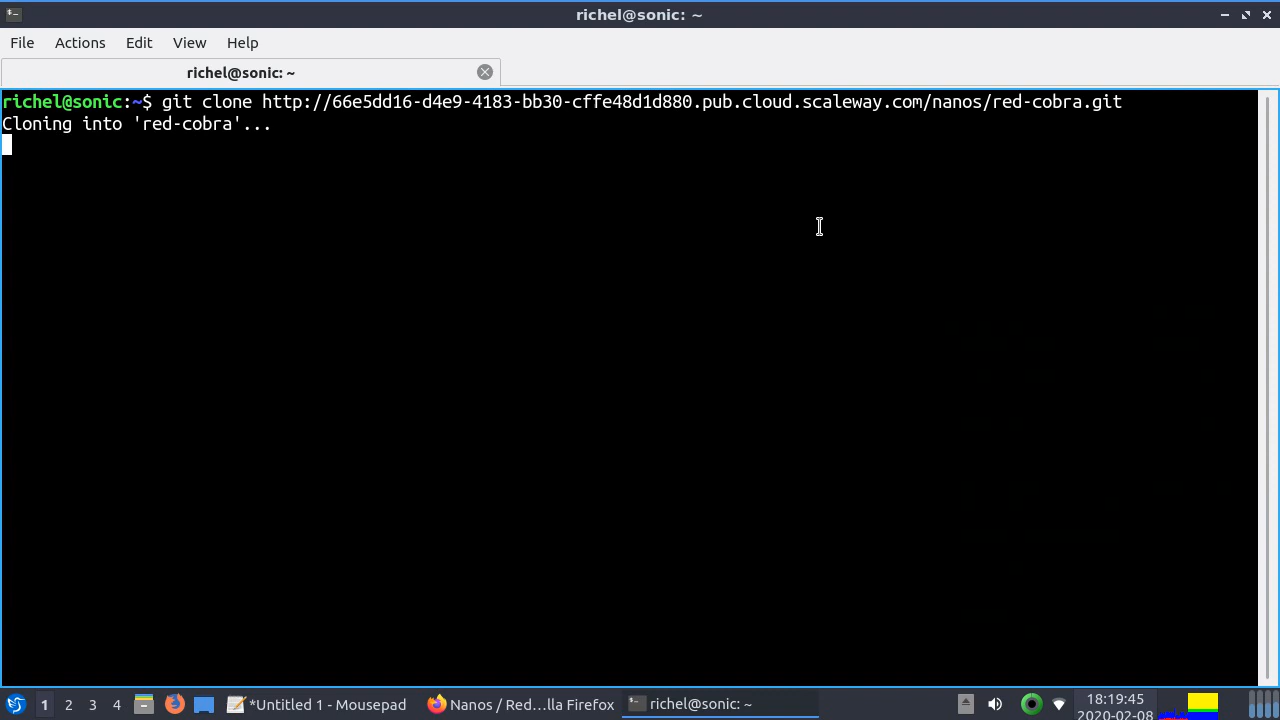 richel@sonic: ~
File Actions Edit View Help
richel@sonic: ~
richel@sonic:~$ git clone http://66e5dd16-d4e9-4183-bb30-cffe48d1d880.pub.cloud.scaleway.com/nanos/red-cobra.git
Cloning into 'red-cobra'...
1 2 3 4 *Untitled 1 - Mousepad Nanos / Red...lla Firefox richel@sonic: ~ 18:19:45
2020-02-08